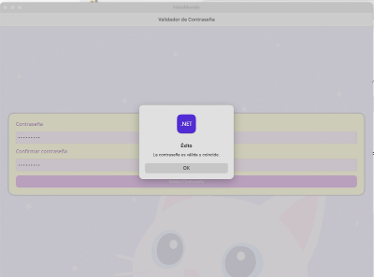 Validador de Contraseña
.NET
Éxito
La contraseña es válida y coincide.
OK
Contraseña
Confirmar contraseña